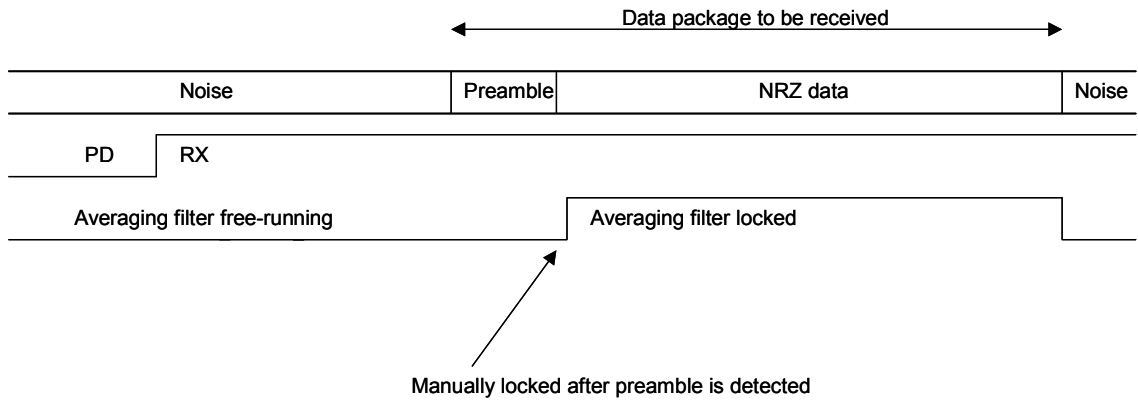 Data package to be received
Noise
Preamble
NRZ data
Noise
PD
RX
Averaging filter free-running
Averaging filter locked
Manually locked after preamble is detected